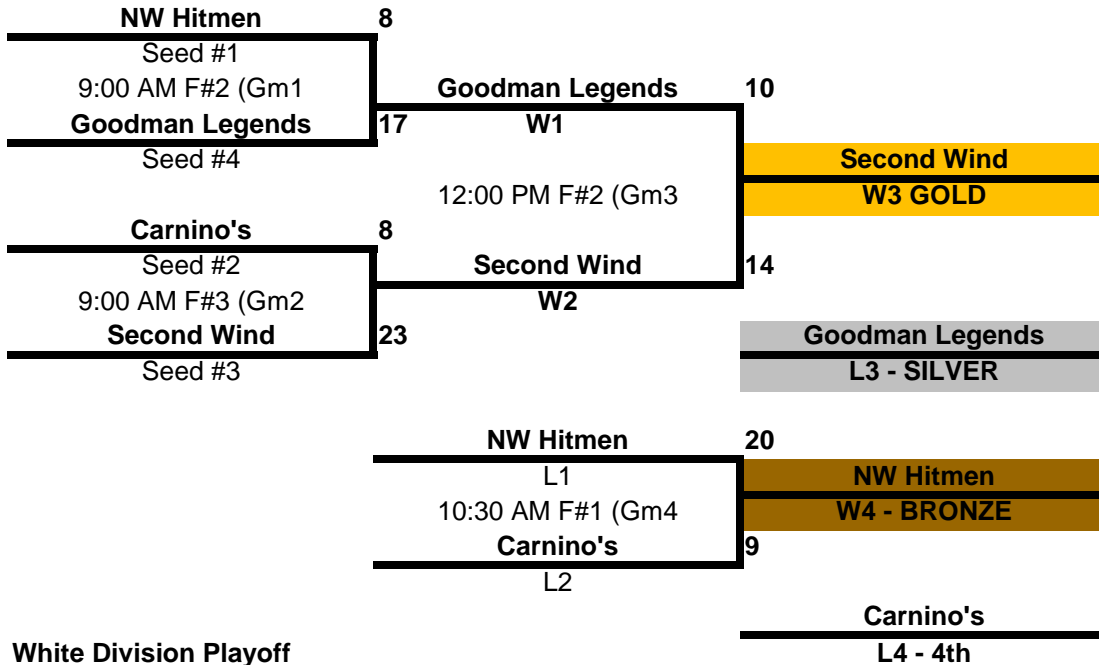 NW Hitmen 8
Seed #1
9:00 AM F#2 (Gm1
Goodman Legends 10
Goodman Legends 17
W1
Seed #4
Second Wind
12:00 PM F#2 (Gm3
W3 GOLD
Carnino's 8
Seed #2
Second Wind 14
9:00 AM F#3 (Gm2
W2
Second Wind 23
Goodman Legends
Seed #3
L3 - SILVER
NW Hitmen 20
L1
NW Hitmen
10:30 AM F#1 (Gm4
W4 - BRONZE
Carnino's 9
L2
Carnino's
White Division Playoff
L4 - 4th